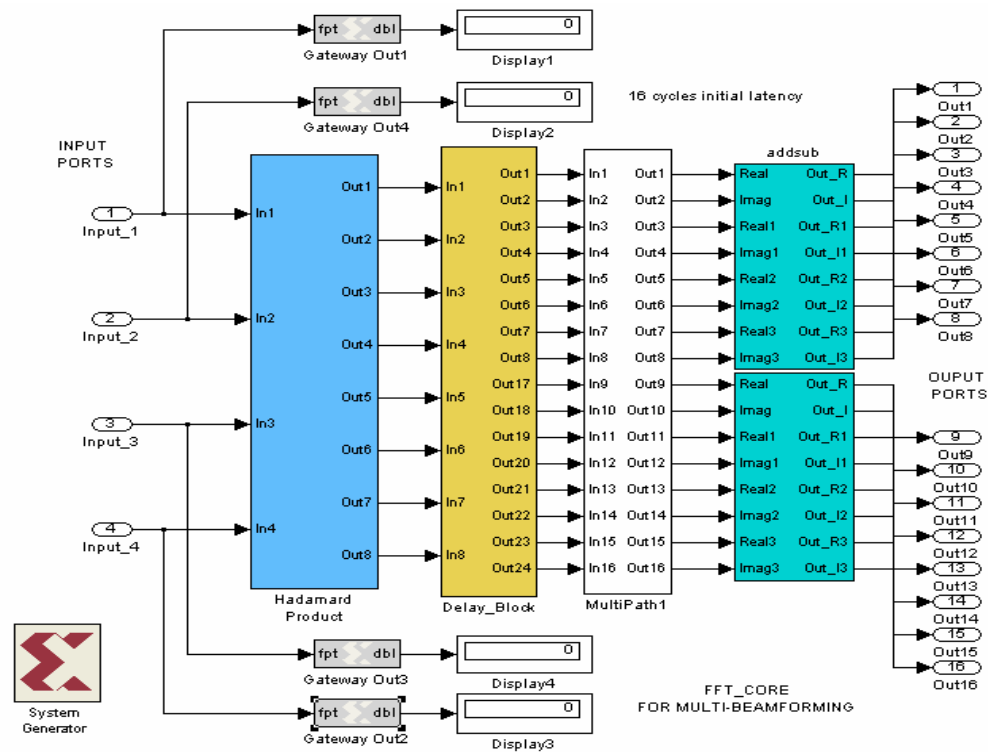 fpt dbl
Gateway Out1
0
Display1
fpt dbl
Gateway Out4
0
Display2
16 cycles initial latency
INPUT
PORTS
1
Input_1
2
Input_2
3
Input_3
4
Input_4
In1
In2
In3
In4
Out1
Out2
Out3
Out4
Out5
Out6
Out7
Out8
Hadamard
Product
In1
In2
In3
In4
In5
In6
In7
In8
Out1
Out2
Out3
Out4
Out5
Out6
Out7
Out8
Out17
Out18
Out19
Out20
Out21
Out22
Out23
Out24
Delay_Block
In1 Out1
In2 Out2
In3 Out3
In4 Out4
In5 Out5
In6 Out6
In7 Out7
In8 Out8
In9 Out9
In10 Out10
In11 Out11
In12 Out12
In13 Out13
In14 Out14
In15 Out15
In16 Out16
MultiPath1
addsub
Real Out_R
Imag Out_I
Real1 Out_R1
Imag1 Out_I1
Real2 Out_R2
Imag2 Out_I2
Real3 Out_R3
Imag3 Out_I3
Real Out_R
Imag Out_I
Real1 Out_R1
Imag1 Out_I1
Real2 Out_R2
Imag2 Out_I2
Real3 Out_R3
Imag3 Out_I3
1
Out1
2
Out2
3
Out3
4
Out4
5
Out5
6
Out6
7
Out7
8
Out8
OUPUT
PORTS
9
Out9
10
Out10
11
Out11
12
Out12
13
Out13
14
Out14
15
Out15
16
Out16
fpt dbl
Gateway Out3
0
Display4
fpt dbl
Gateway Out2
0
Display3
FFT_CORE
FOR MULTI-BEAMFORMING
System
Generator